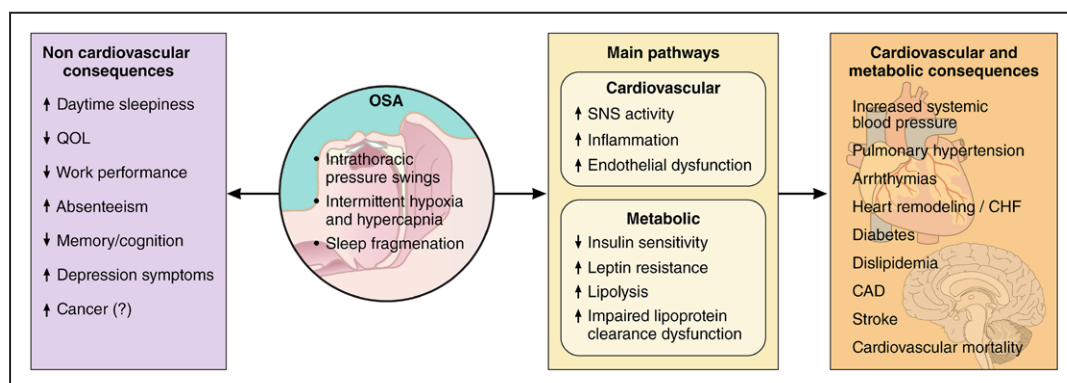 Non cardiovascular
consequences
↑ Daytime sleepiness
↓ QOL
↓ Work performance
↑ Absenteeism
↓ Memory/cognition
↑ Depression symptoms
↑ Cancer (?)
OSA
• Intrathoracic
pressure swings
• Intermittent hypoxia
and hypercapnia
• Sleep fragmenation
Main pathways
Cardiovascular
↑ SNS activity
↑ Inflammation
↑ Endothelial dysfunction
Metabolic
↓ Insulin sensitivity
↑ Leptin resistance
↑ Lipolysis
↑ Impaired lipoprotein
clearance dysfunction
Cardiovascular and
metabolic consequences
Increased systemic
blood pressure
Pulmonary hypertension
Arrhythmias
Heart remodeling / CHF
Diabetes
Dislipidemia
CAD
Stroke
Cardiovascular mortality